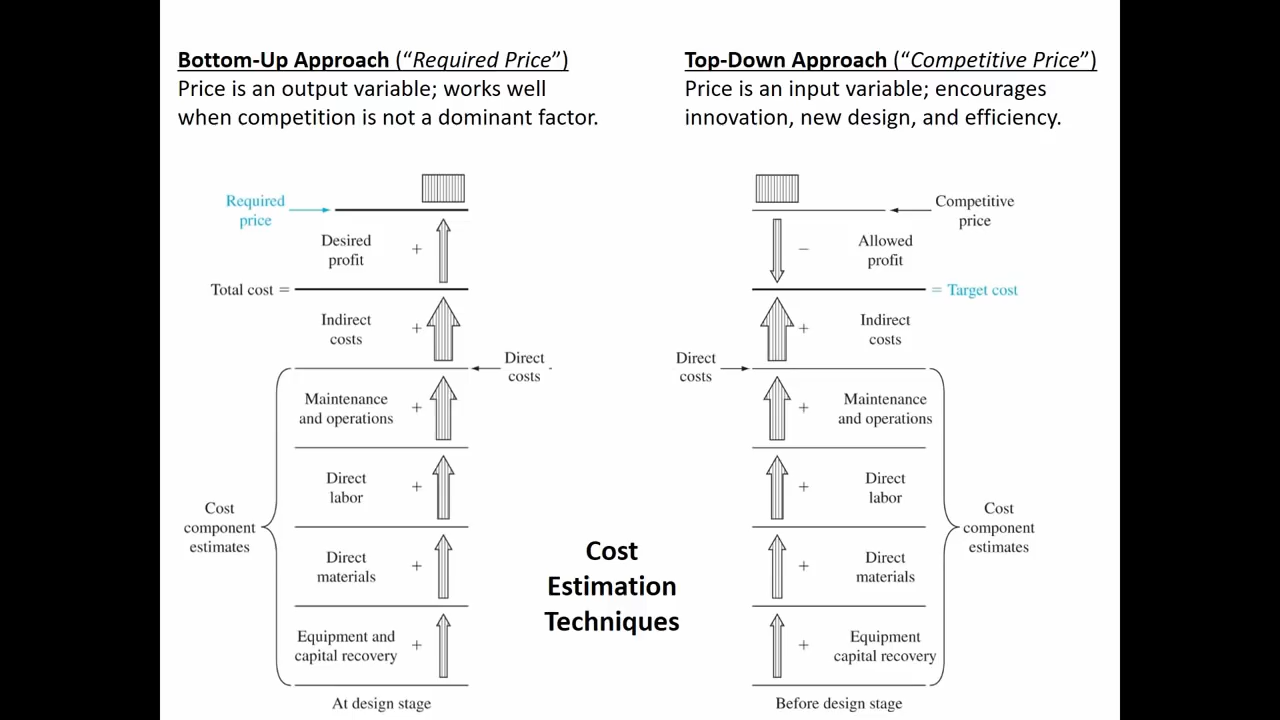 Bottom-Up Approach (“Required Price”)
Price is an output variable; works well
when competition is not a dominant factor.
Required
price
Desired
profit
+
Total cost =
Indirect
costs
+
Direct
costs
Maintenance
and operations
+
Direct
labor
+
Cost
component
estimates
Direct
materials
+
Equipment and
capital recovery
+
At design stage
Cost
Estimation
Techniques
Top-Down Approach (“Competitive Price”)
Price is an input variable; encourages
innovation, new design, and efficiency.
Competitive
price
−
Allowed
profit
= Target cost
+
Indirect
costs
Direct
costs
+
Maintenance
and operations
+
Direct
labor
Cost
component
estimates
+
Direct
materials
+
Equipment
capital recovery
Before design stage